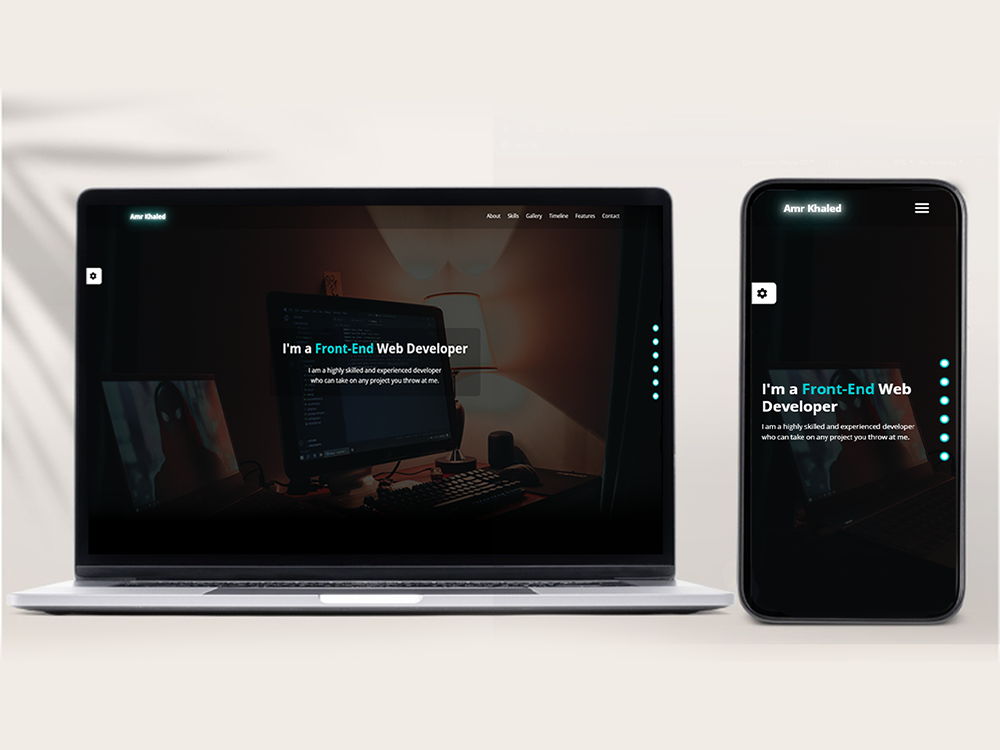 Amr Khaled
About Skills Gallery Timeline Features Contact
I'm a Front-End Web Developer
I am a highly skilled and experienced developer
who can take on any project you throw at me.
Amr Khaled
I'm a Front-End Web
Developer
I am a highly skilled and experienced developer
who can take on any project you throw at me.